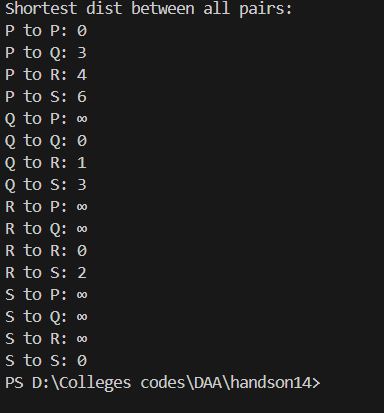 Shortest dist between all pairs:
P to P: 0
P to Q: 3
P to R: 4
P to S: 6
Q to P: ∞
Q to Q: 0
Q to R: 1
Q to S: 3
R to P: ∞
R to Q: ∞
R to R: 0
R to S: 2
S to P: ∞
S to Q: ∞
S to R: ∞
S to S: 0
PS D:\Colleges codes\DAA\handson14>